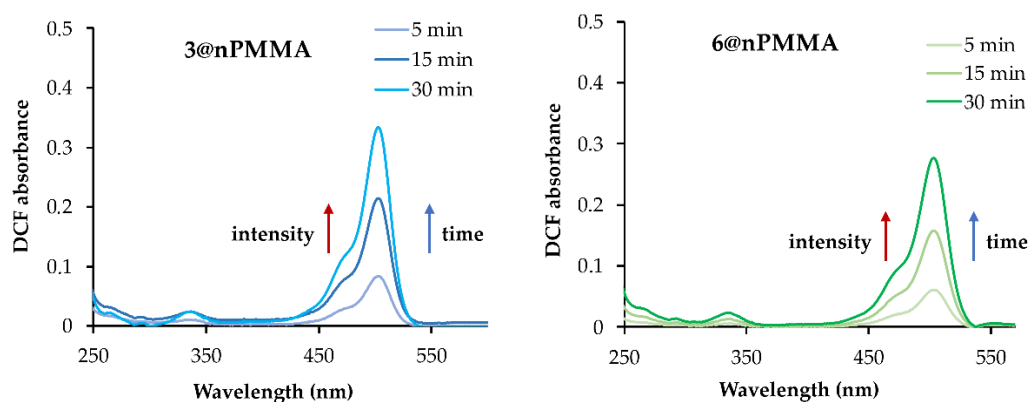 3@nPMMA
5 min
15 min
30 min
intensity
time
DCF absorbance
0.5
0.4
0.3
0.2
0.1
0
250
350
450
550
Wavelength (nm)
6@nPMMA
5 min
15 min
30 min
intensity
time
DCF absorbance
0.5
0.4
0.3
0.2
0.1
0
250
350
450
550
Wavelength (nm)